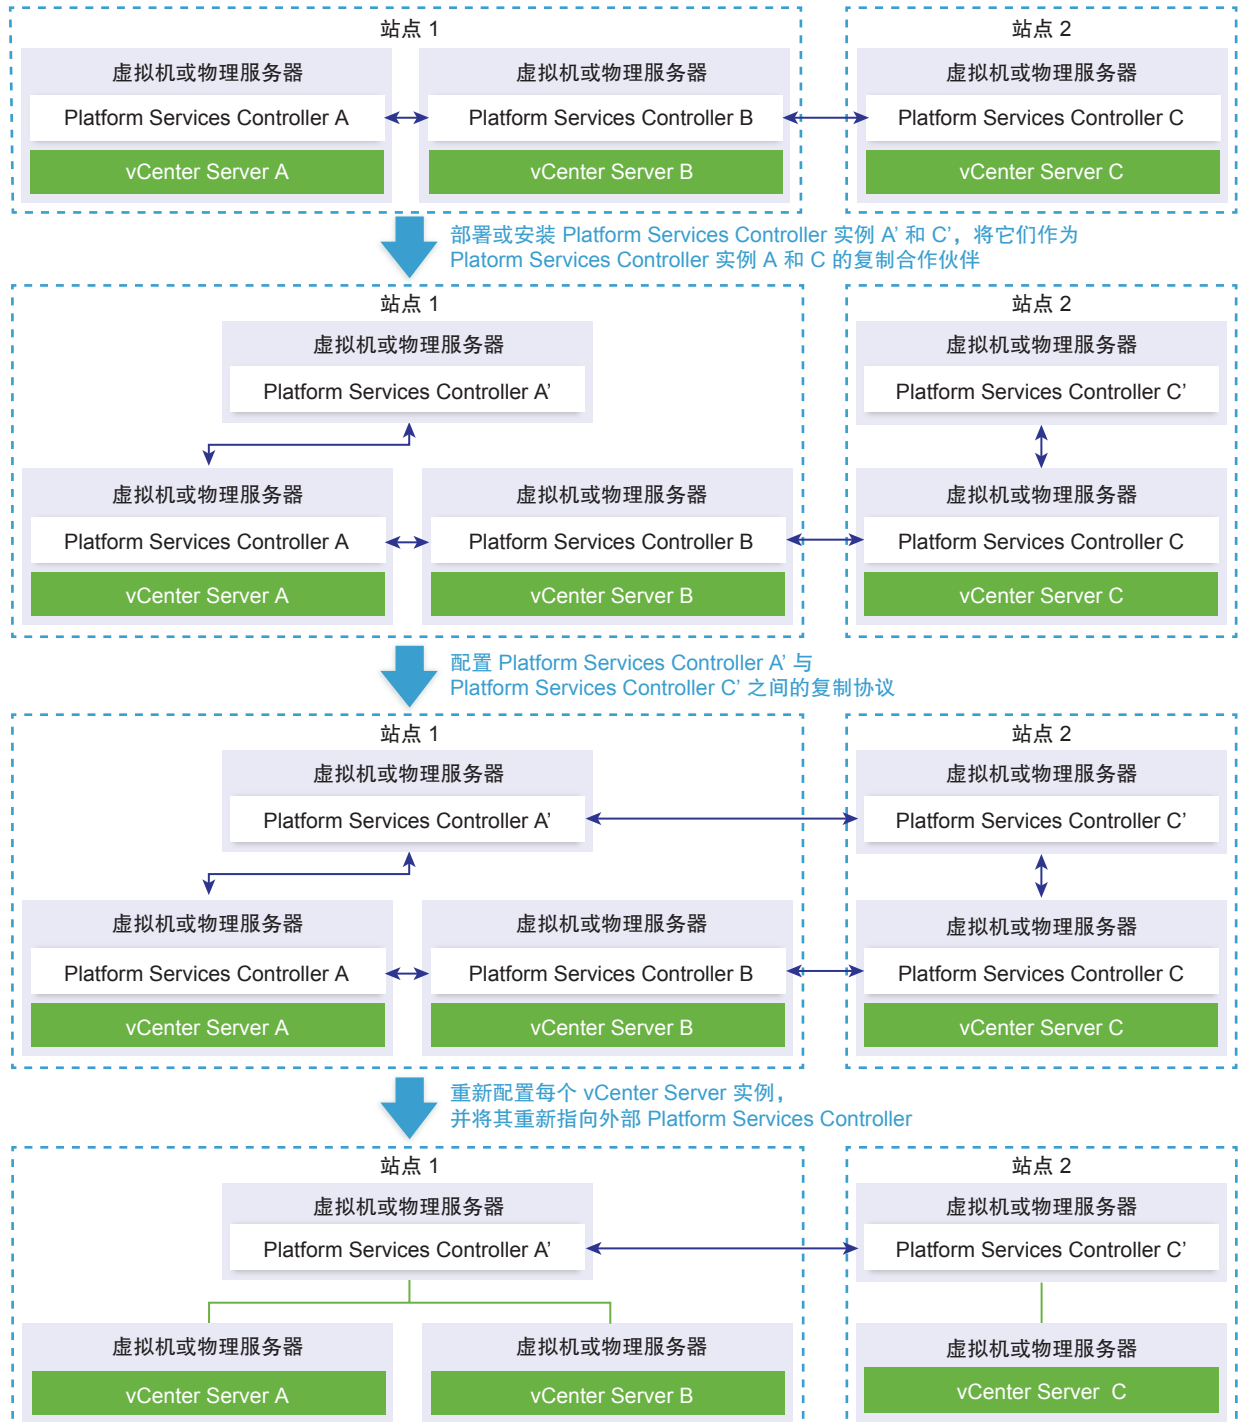 站点 1
站点 2
虚拟机或物理服务器
虚拟机或物理服务器
虚拟机或物理服务器
Platform Services Controller A
Platform Services Controller B
Platform Services Controller C
vCenter Server A
vCenter Server B
vCenter Server C
部署或安装 Platform Services Controller 实例 A’ 和 C’，将它们作为
Platorm Services Controller 实例 A 和 C 的复制合作伙伴
站点 1
站点 2
虚拟机或物理服务器
虚拟机或物理服务器
Platform Services Controller A’
Platform Services Controller C’
虚拟机或物理服务器
虚拟机或物理服务器
虚拟机或物理服务器
Platform Services Controller A
Platform Services Controller B
Platform Services Controller C
vCenter Server A
vCenter Server B
vCenter Server C
配置 Platform Services Controller A’ 与
Platform Services Controller C’ 之间的复制协议
站点 1
站点 2
虚拟机或物理服务器
虚拟机或物理服务器
Platform Services Controller A’
Platform Services Controller C’
虚拟机或物理服务器
虚拟机或物理服务器
虚拟机或物理服务器
Platform Services Controller A
Platform Services Controller B
Platform Services Controller C
vCenter Server A
vCenter Server B
vCenter Server C
重新配置每个 vCenter Server 实例，
并将其重新指向外部 Platform Services Controller
站点 1
站点 2
虚拟机或物理服务器
虚拟机或物理服务器
Platform Services Controller A’
Platform Services Controller C’
虚拟机或物理服务器
虚拟机或物理服务器
虚拟机或物理服务器
vCenter Server A
vCenter Server B
vCenter Server C